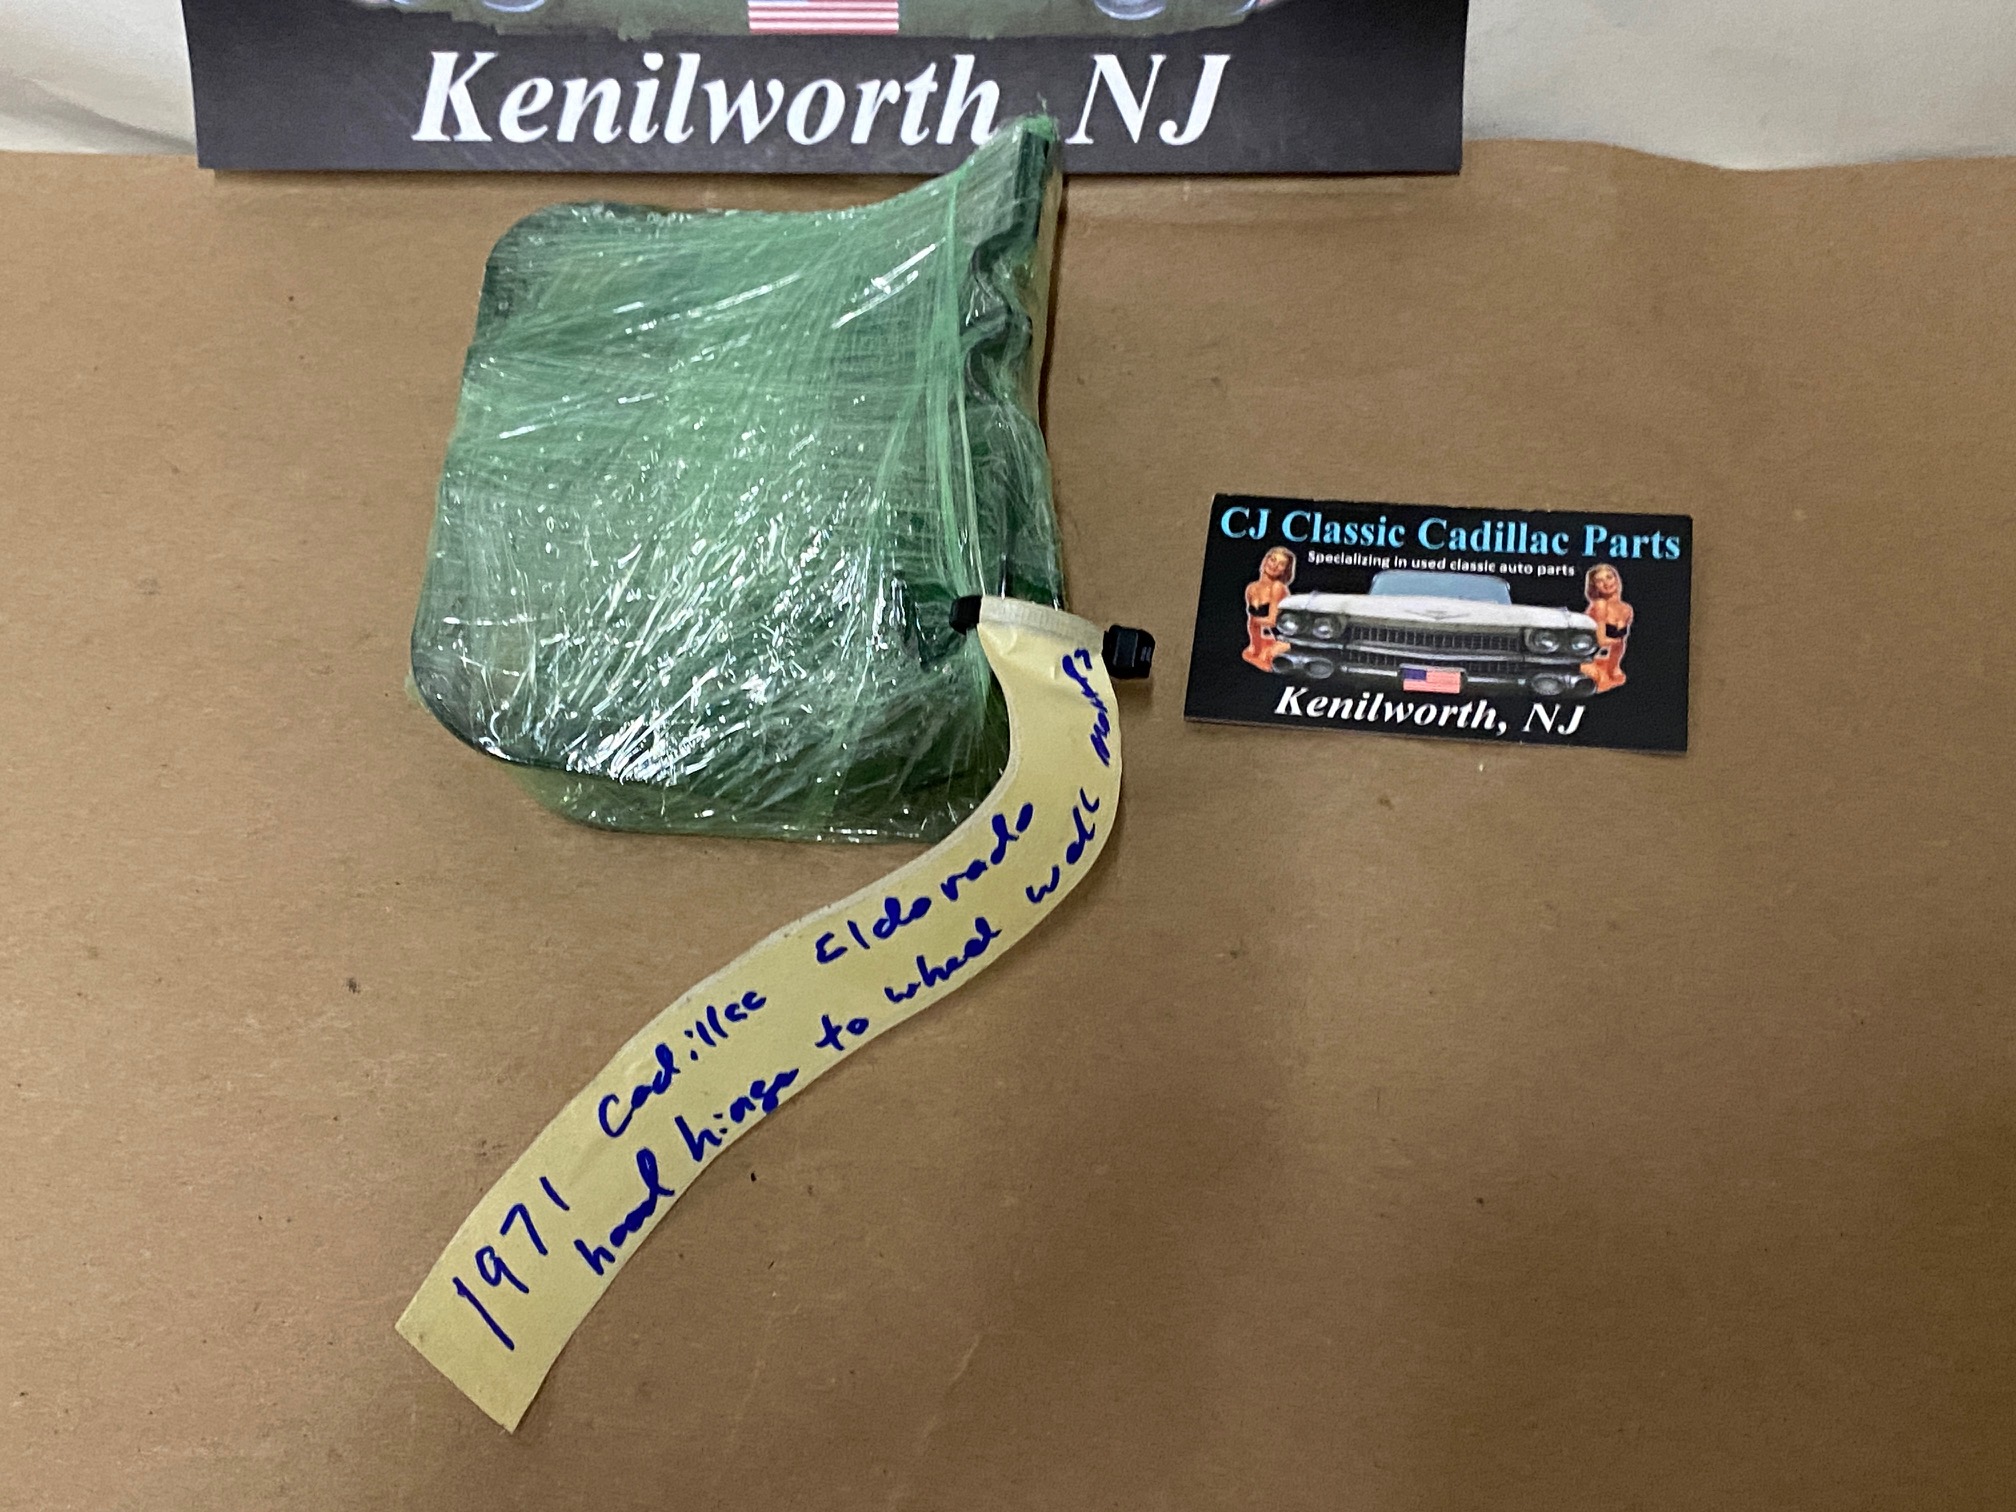 Kenilworth, NJ
CJ Classic Cadillac Parts
Specializing in used classic auto parts
Kenilworth, NJ
1971 Cadillac Eldorado
hood hinge to wheel well